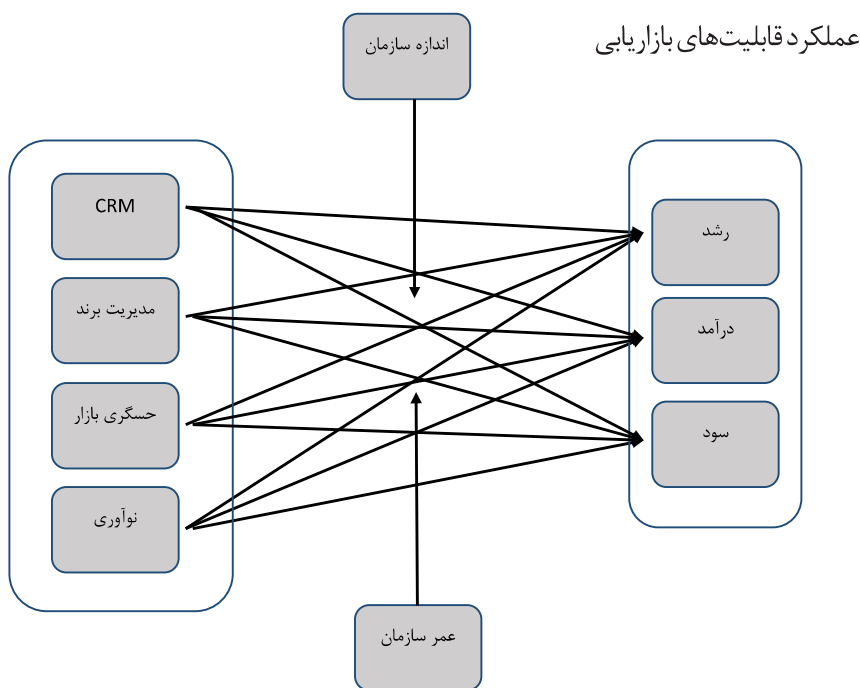 عملکرد قابلیت‌های بازاریابی
اندازه سازمان
CRM
مدیریت برند
حسگری بازار
نوآوری
رشد
درآمد
سود
عمر سازمان